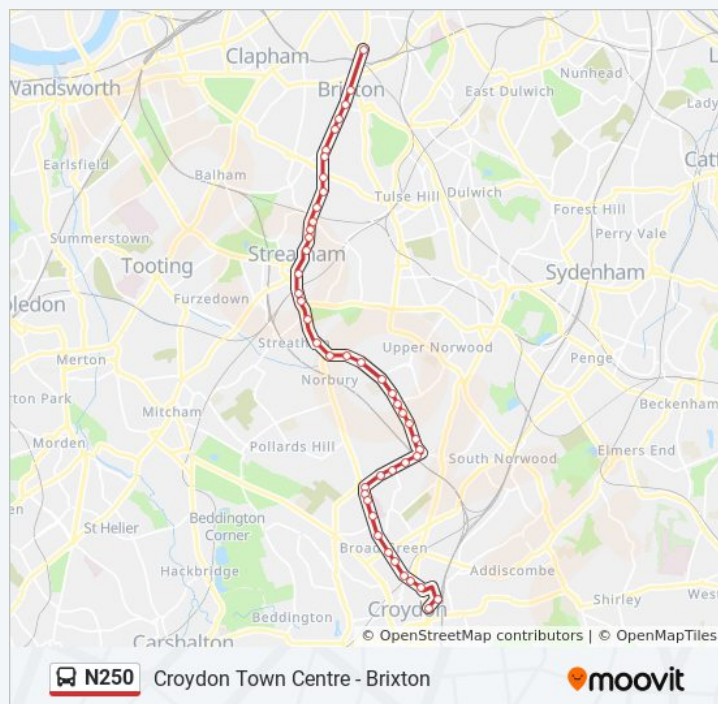 Clapham
Nunhead
Wandsworth
Brixton
East Dulwich
Lady
Earlsfield
Catf
Balham
Tulse Hill
Dulwich
Forest Hill
Summerstown
Perry Vale
Streatham
Tooting
Sydenham
bledon
Furzedown
Streatham
Upper Norwood
Merton
Penge
Norbury
rton Park
Mitcham
Beckenham
Morden
Pollards Hill
South Norwood
Elmers End
en
Beddington
Corner
St Helier
Broad Green
Hackbridge
Addiscombe
Shirley
Croydon
Beddington
Carshalton
© OpenStreetMap contributors | © OpenMapTiles
N250 Croydon Town Centre - Brixton
moovit